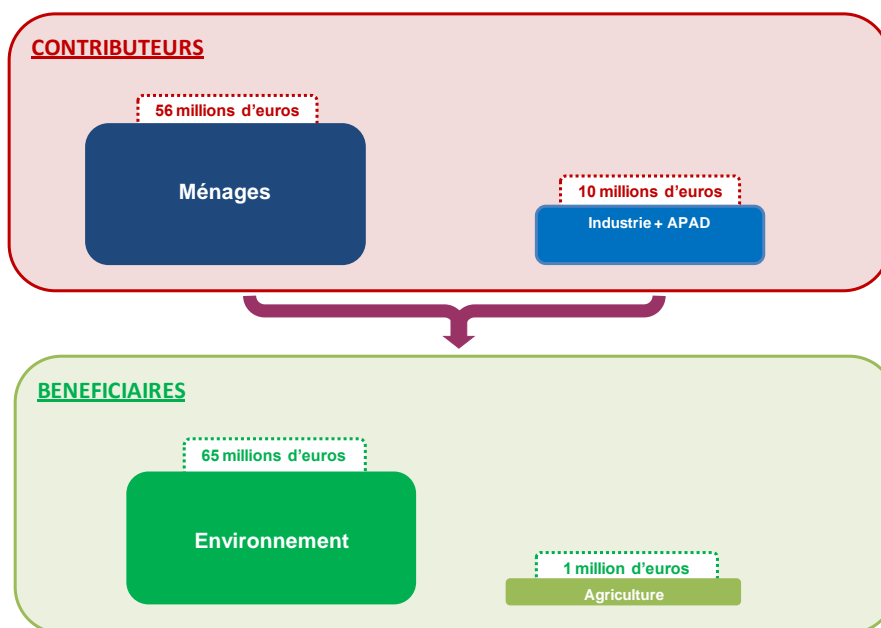 CONTRIBUTEURS
56 millions d'euros
Ménages
10 millions d'euros
Industrie + APAD
BENEFICIAIRES
65 millions d'euros
Environnement
1 million d'euros
Agriculture